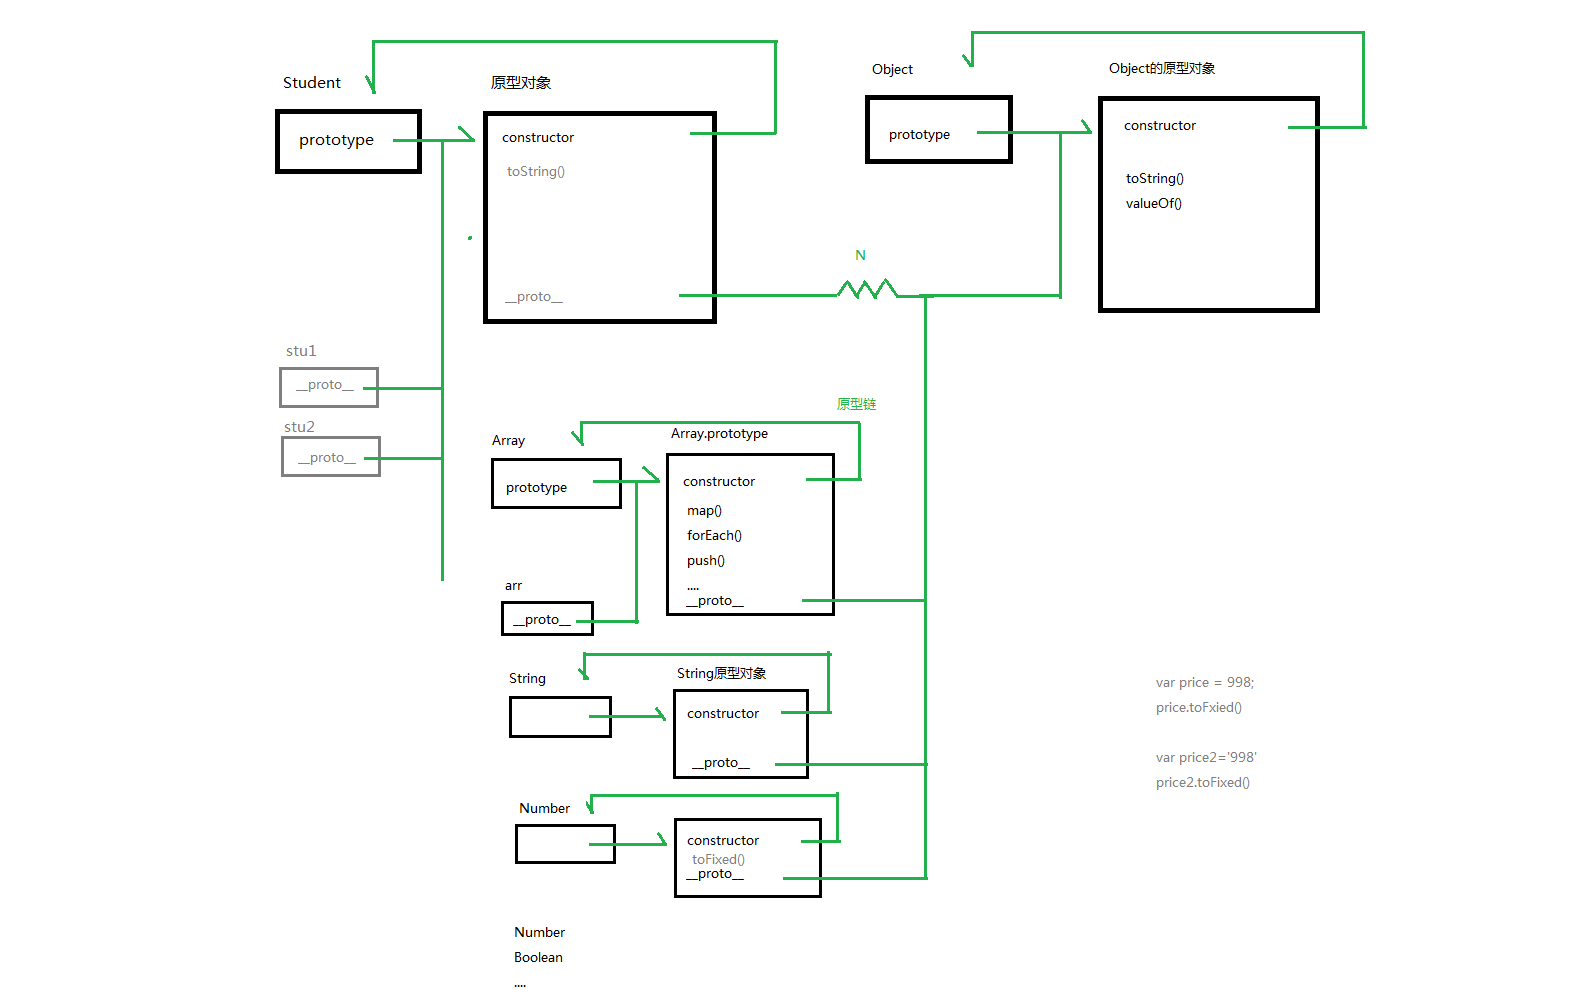 Student
原型对象
prototype
constructor
toString()
__proto__
Object
Object的原型对象
prototype
constructor
toString()
valueOf()
N
stu1
__proto__
stu2
__proto__
原型链
Array
Array.prototype
prototype
constructor
map()
forEach()
push()
....
__proto__
arr
__proto__
String
String原型对象
constructor
__proto__
Number
constructor
toFixed()
__proto__
Number
Boolean
....
var price = 998;
price.toFxied()
var price2='998'
price2.toFixed()